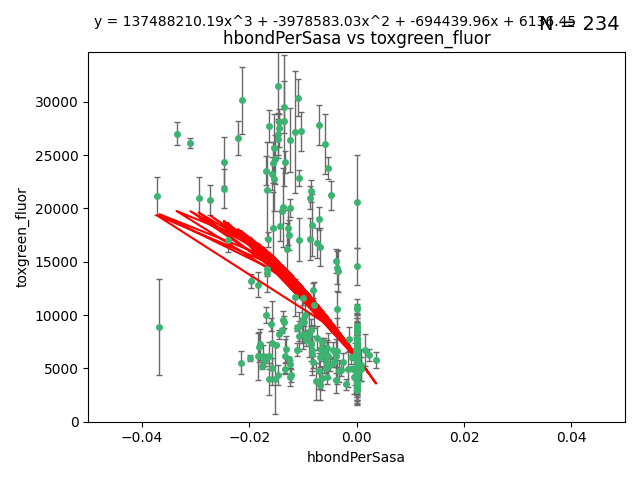 y = 137488210.19x^3 + -3978583.03x^2 + -694439.96x + 6136.45
N = 234
hbondPerSasa vs toxgreen_fluor
30000
25000
20000
15000
10000
5000
0
toxgreen_fluor
−0.04 −0.02 0.00 0.02 0.04
hbondPerSasa